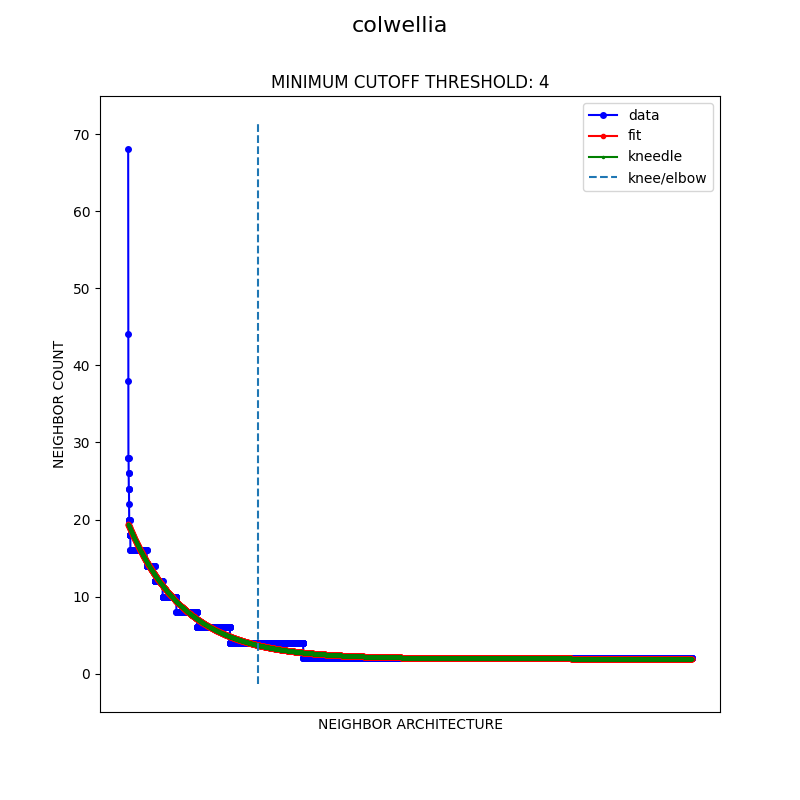 colwellia
MINIMUM CUTOFF THRESHOLD: 4
data
fit
kneedle
knee/elbow
70
60
50
40
30
20
10
0
NEIGHBOR COUNT
NEIGHBOR ARCHITECTURE